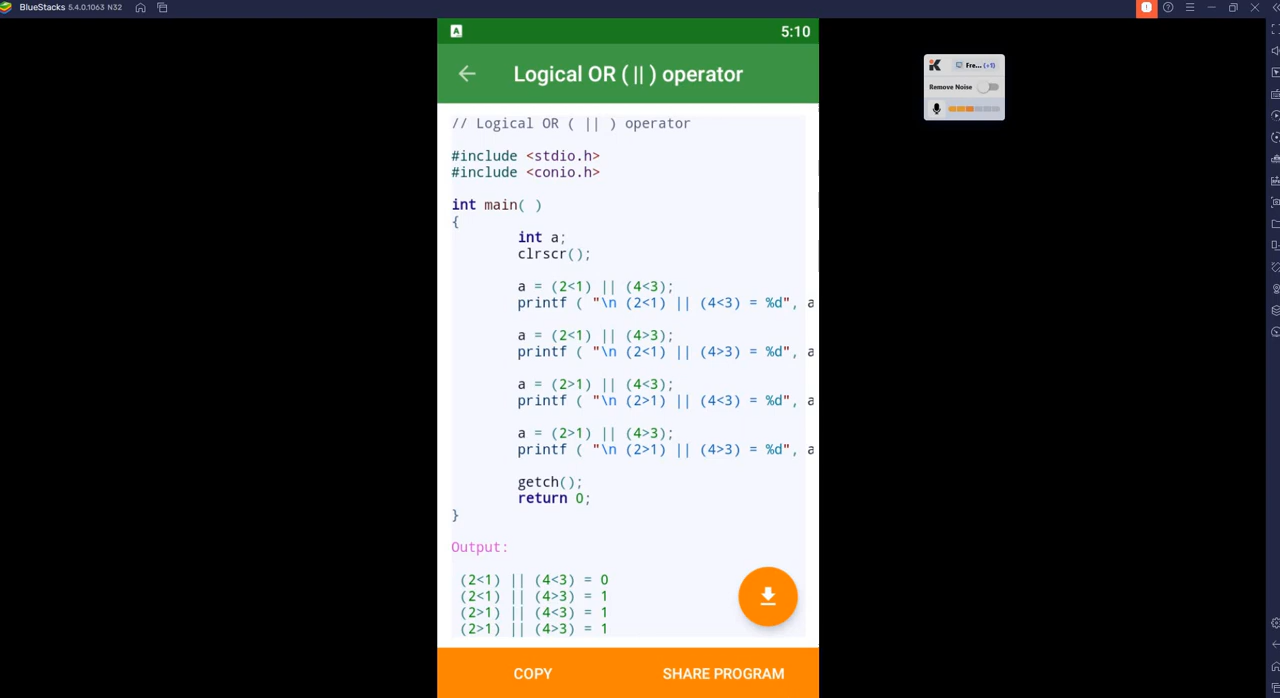 BlueStacks 5.4.0.1063 N32
5:10
Logical OR ( || ) operator
// Logical OR ( || ) operator
#include <stdio.h>
#include <conio.h>
int main( )
{
int a;
clrscr();
a = (2<1) || (4<3);
printf ( "\n (2<1) || (4<3) = %d", a
a = (2<1) || (4>3);
printf ( "\n (2<1) || (4>3) = %d", a
a = (2>1) || (4<3);
printf ( "\n (2>1) || (4<3) = %d", a
a = (2>1) || (4>3);
printf ( "\n (2>1) || (4>3) = %d", a
getch();
return 0;
}
Output:
(2<1) || (4<3) = 0
(2<1) || (4>3) = 1
(2>1) || (4<3) = 1
(2>1) || (4>3) = 1
COPY SHARE PROGRAM
Fre... (+1)
Remove Noise